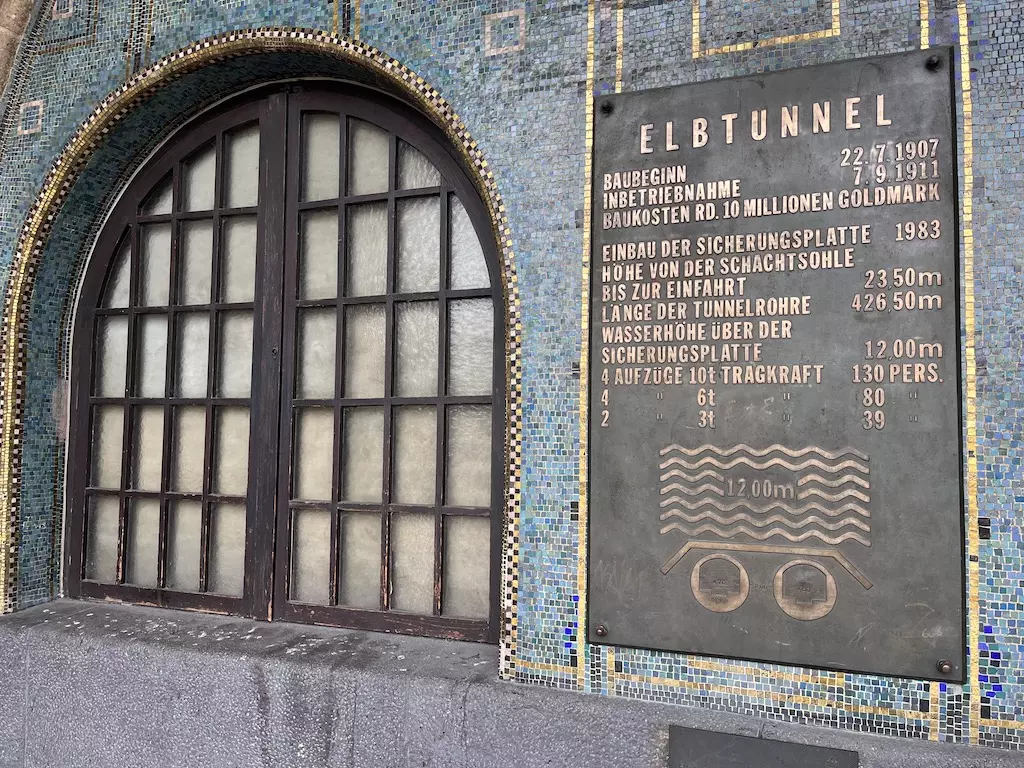 ELBTUNNEL
BAUBEGINN 22.7.1907
INBETRIEBNAHME 7.9.1911
BAUKOSTEN RD. 10 MILLIONEN GOLDMARK
EINBAU DER SICHERUNGSPLATTE 1983
HÖHE VON DER SCHACHTSOHLE
BIS ZUR EINFAHRT 23,50m
LÄNGE DER TUNNELROHRE 426,50m
WASSERHÖHE ÜBER DER
SICHERUNGSPLATTE 12,00m
4 AUFZÜGE 10t TRAGKRAFT 130 PERS.
4 " 6t " 80 "
2 " 3t " 39 "
12,00m